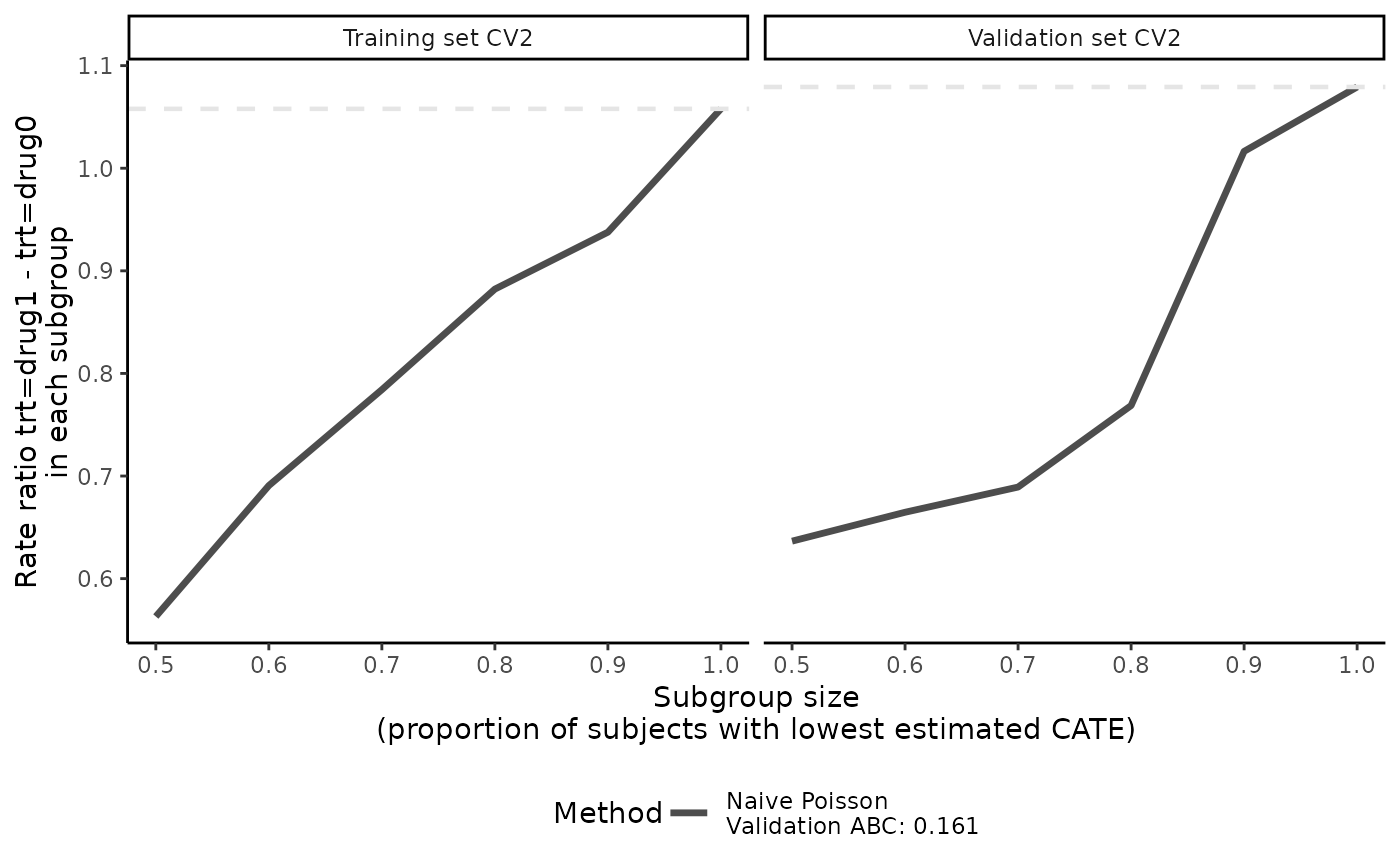 Training set CV2
Validation set CV2
Rate ratio trt=drug1 - trt=drug0
in each subgroup
1.1
1.0
0.9
0.8
0.7
0.6
0.5
0.6
0.7
0.8
0.9
1.0
0.5
0.6
0.7
0.8
0.9
1.0
Subgroup size
(proportion of subjects with lowest estimated CATE)
Method
Naive Poisson
Validation ABC: 0.161